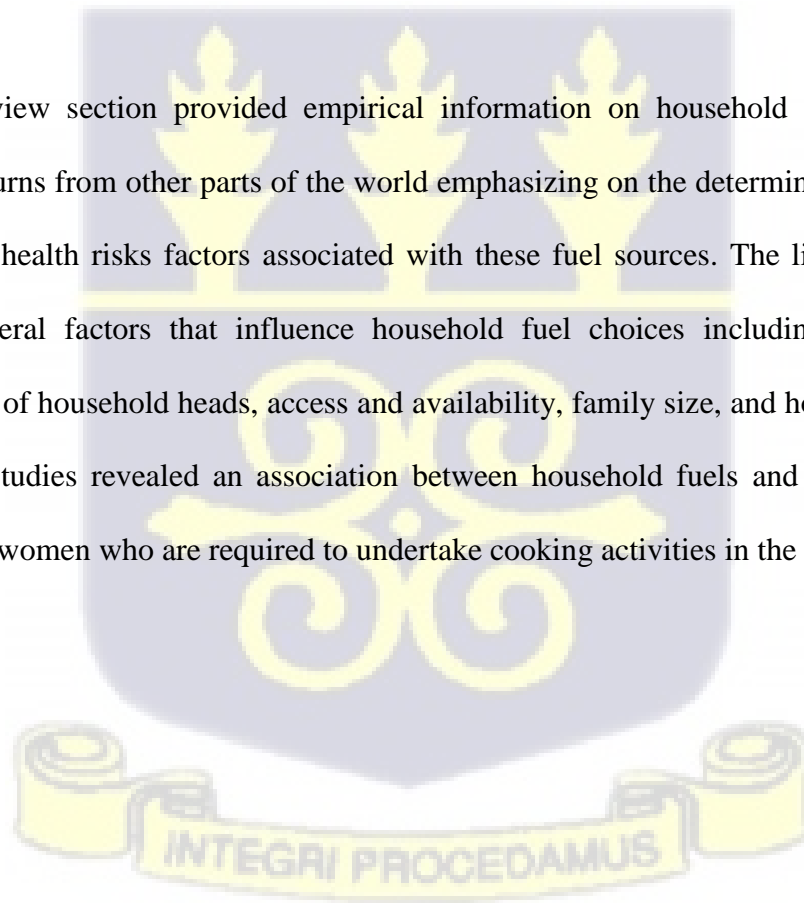 view section provided empirical information on household
urns from other parts of the world emphasizing on the determin
health risks factors associated with these fuel sources. The li
eral factors that influence household fuel choices includin
of household heads, access and availability, family size, and ho
tudies revealed an association between household fuels and
women who are required to undertake cooking activities in the
INTEGRI PROCEDAMUS